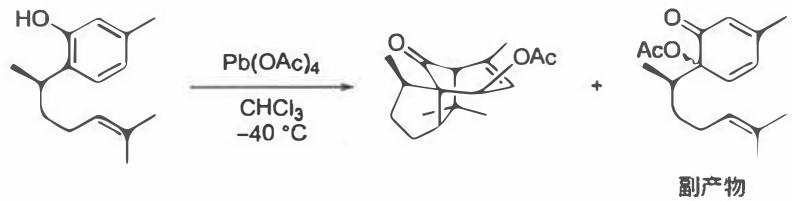 HO
Pb(OAc)₄
CHCl₃
−40 °C
O
OAc
+
O
AcO
副产物